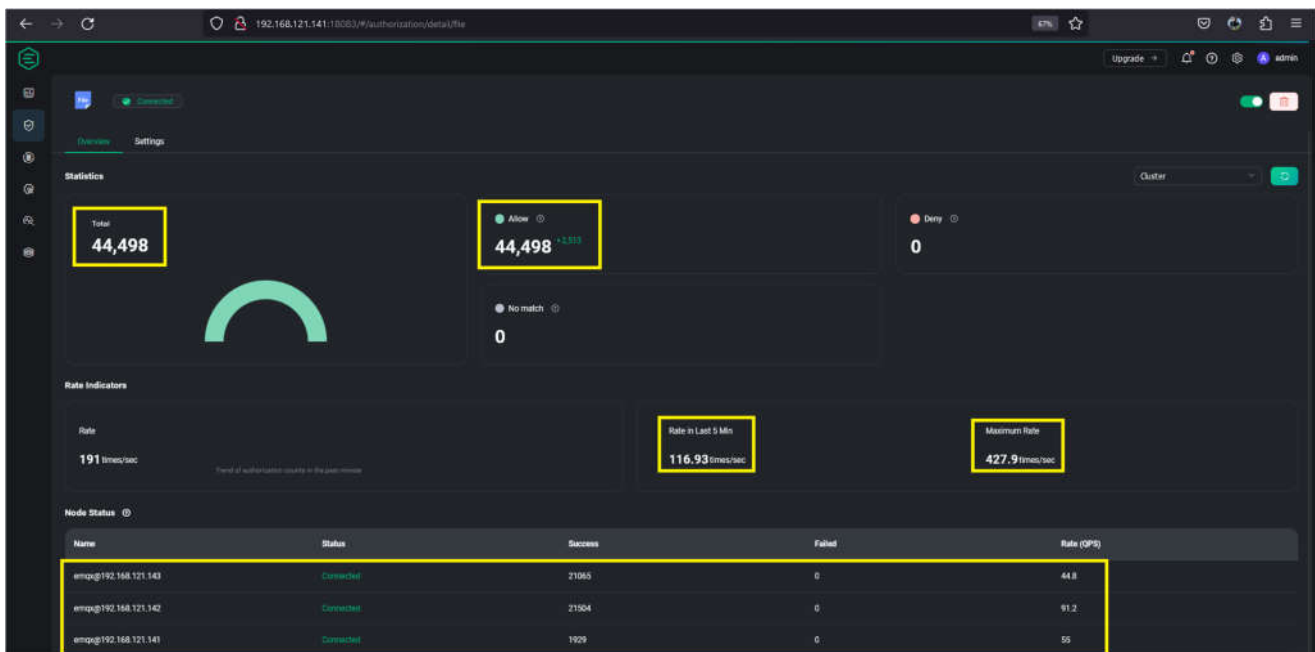 192.168.121.141:18083/#/authorization/detail/file
67%
Upgrade →
A admin
File
Connected
Overview Settings
Statistics
Cluster
Total
44,498
Allow
44,498 +2,513
Deny
0
No match
0
Rate Indicators
Rate
191 times/sec
Trend of authorization counts in the past minute
Rate in Last 5 Min
116.93 times/sec
Maximum Rate
427.9 times/sec
Node Status
Name Status Success Failed Rate (QPS)
emqx@192.168.121.143 Connected 21065 0 44.8
emqx@192.168.121.142 Connected 21504 0 91.2
emqx@192.168.121.141 Connected 1929 0 55